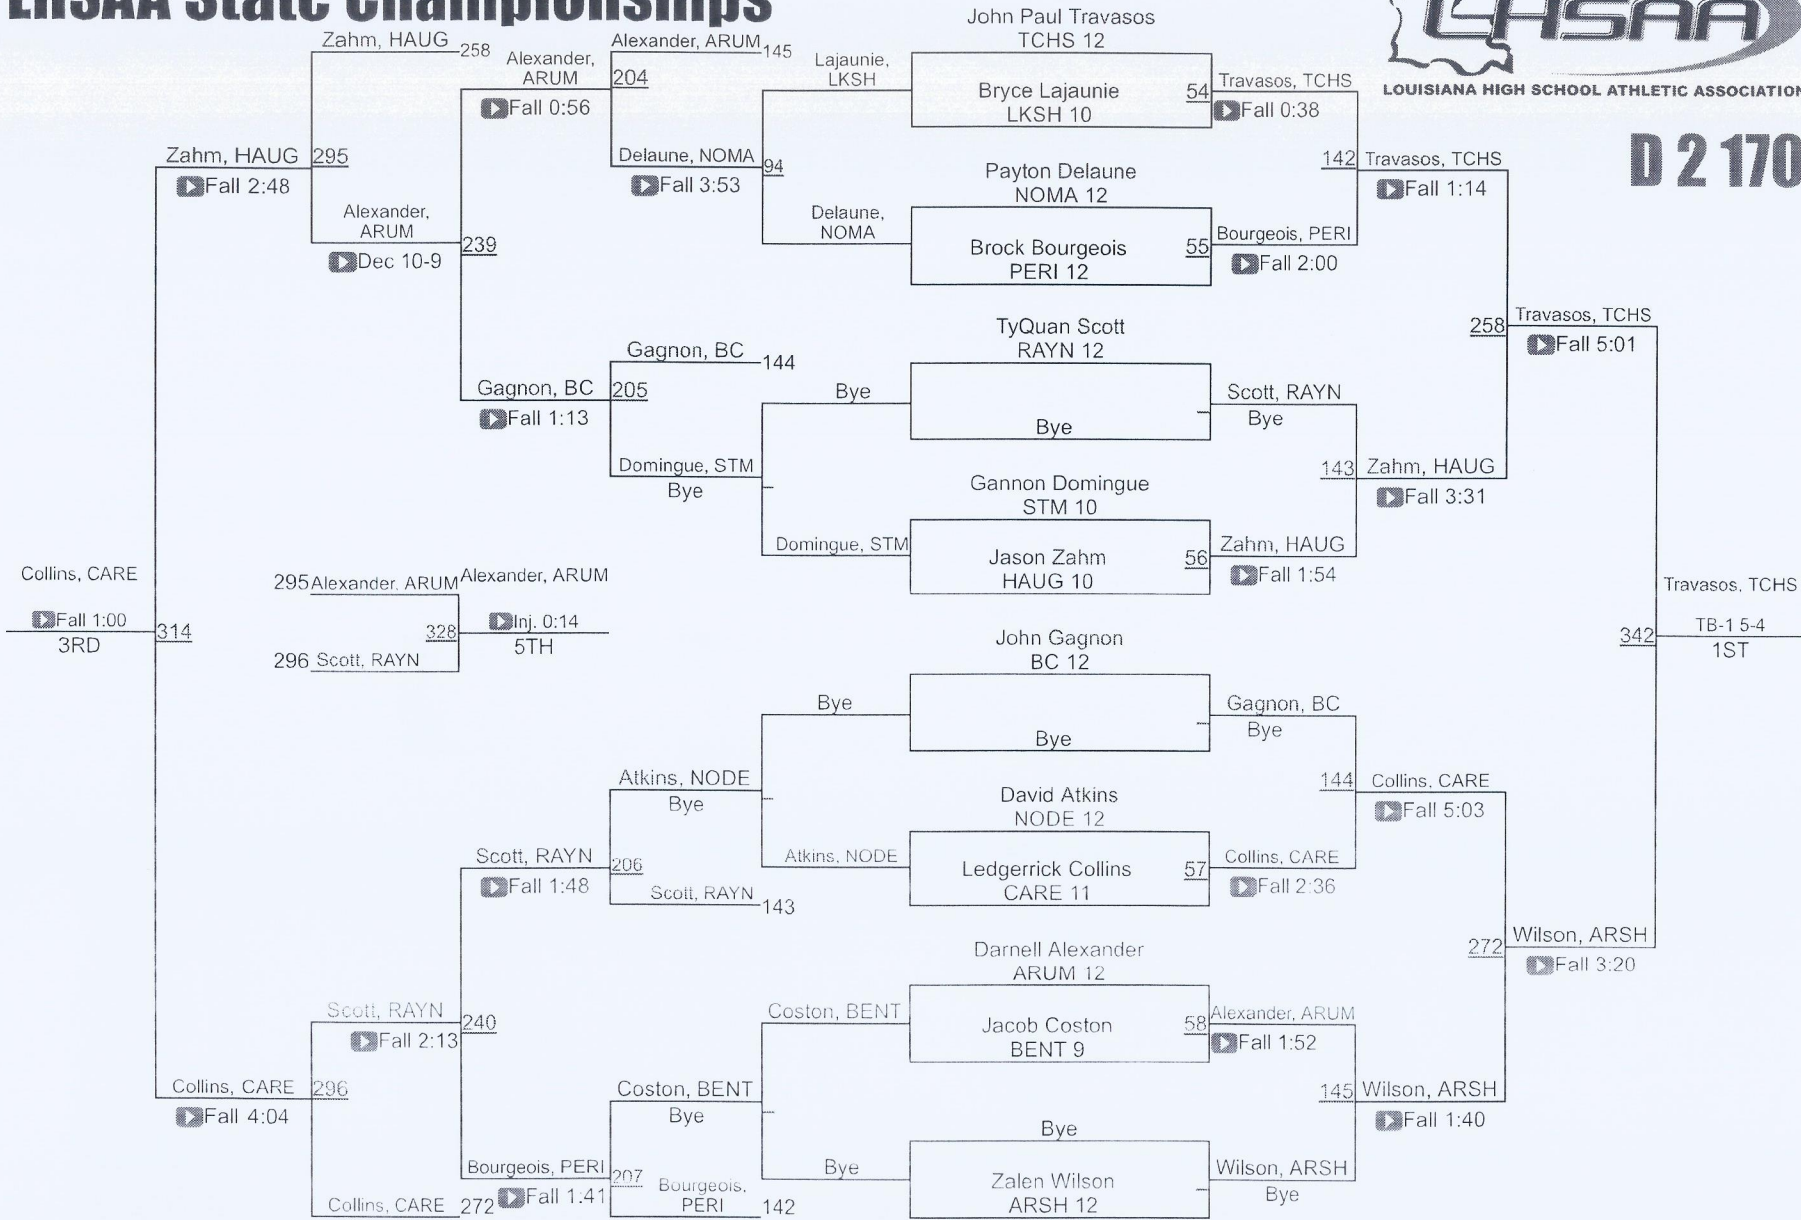 LHSAA State Championships
LHSAA
LOUISIANA HIGH SCHOOL ATHLETIC ASSOCIATION
D 2 170
Collins, CARE
Fall 1:00
3RD
314
Zahm, HAUG
Fall 2:48
Collins, CARE
Fall 4:04
Zahm, HAUG
258
295
Alexander,
ARUM
Dec 10-9
295 Alexander, ARUM
296 Scott, RAYN
328
Alexander, ARUM
Inj. 0:14
5TH
Scott, RAYN
Fall 2:13
296
Collins, CARE
272
Alexander,
ARUM
Fall 0:56
239
Gagnon, BC
Fall 1:13
Scott, RAYN
Fall 1:48
240
Bourgeois, PERI
Fall 1:41
Alexander, ARUM
145
204
Delaune, NOMA
Fall 3:53
Gagnon, BC
144
205
Domingue, STM
Bye
Atkins, NODE
Bye
206
Scott, RAYN
143
Coston, BENT
Bye
207
Bourgeois,
PERI
142
Lajaunie,
LKSH
94
Delaune,
NOMA
Bye
Domingue, STM
Bye
Atkins, NODE
Coston, BENT
Bye
John Paul Travasos
TCHS 12
Bryce Lajaunie
LKSH 10
54
Payton Delaune
NOMA 12
Brock Bourgeois
PERI 12
55
TyQuan Scott
RAYN 12
Bye
Gannon Domingue
STM 10
Jason Zahm
HAUG 10
56
John Gagnon
BC 12
Bye
David Atkins
NODE 12
Ledgerrick Collins
CARE 11
57
Darnell Alexander
ARUM 12
Jacob Coston
BENT 9
58
Bye
Zalen Wilson
ARSH 12
Travasos, TCHS
Fall 0:38
142
Bourgeois, PERI
Fall 2:00
Scott, RAYN
Bye
143
Zahm, HAUG
Fall 1:54
Gagnon, BC
Bye
144
Collins, CARE
Fall 2:36
Alexander, ARUM
Fall 1:52
145
Wilson, ARSH
Bye
Travasos, TCHS
Fall 1:14
258
Zahm, HAUG
Fall 3:31
Collins, CARE
Fall 5:03
272
Wilson, ARSH
Fall 1:40
Travasos, TCHS
Fall 5:01
342
Wilson, ARSH
Fall 3:20
Travasos, TCHS
TB-1 5-4
1ST